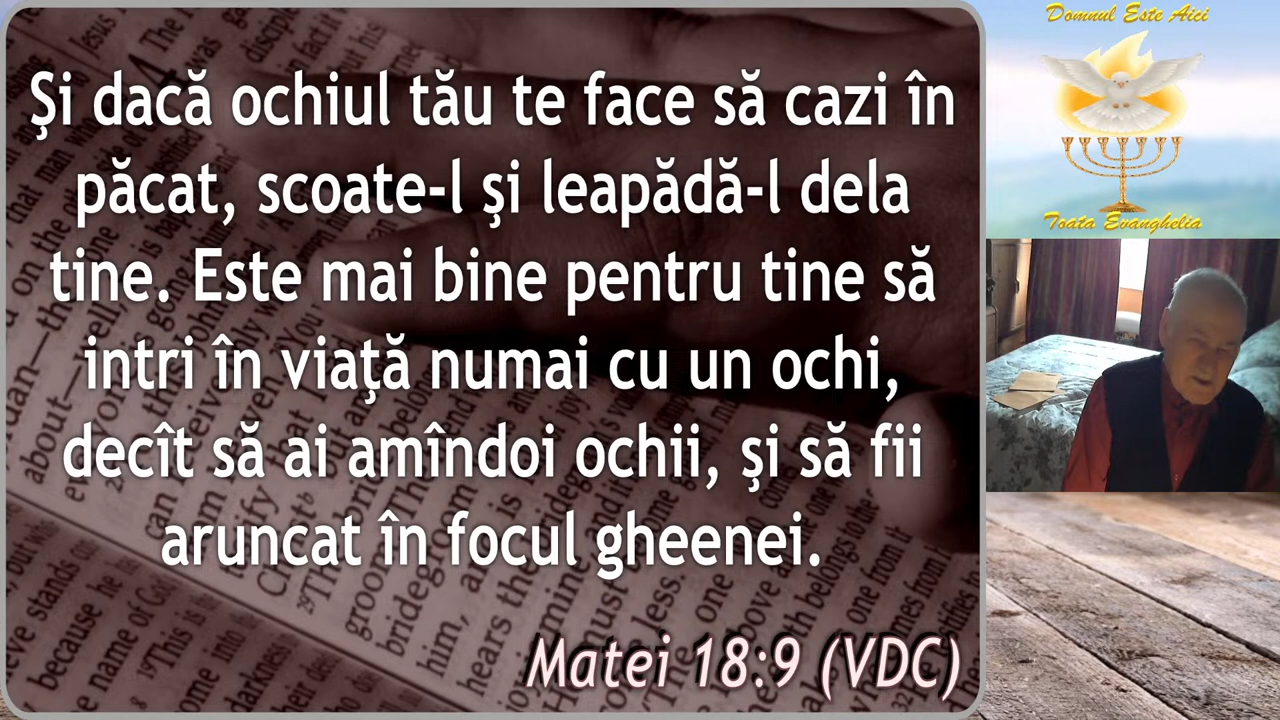 Şi dacă ochiul tău te face să cazi în
păcat, scoate-l şi leapădă-l dela
tine. Este mai bine pentru tine să
intri în viaţă numai cu un ochi,
decît să ai amîndoi ochii, şi să fii
aruncat în focul gheenei.
Matei 18:9 (VDC)
Domnul Este Aici
Toata Evanghelia